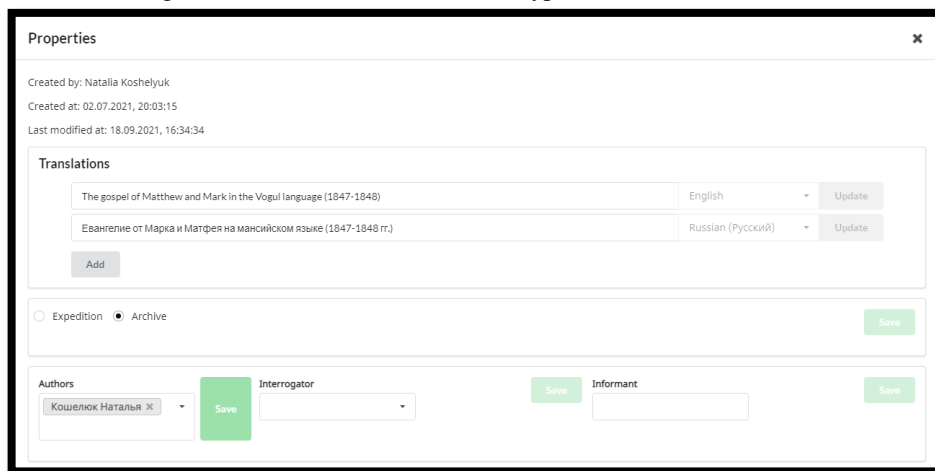 Properties ✖
Created by: Natalia Koshelyuk
Created at: 02.07.2021, 20:03:15
Last modified at: 18.09.2021, 16:34:34
Translations
The gospel of Matthew and Mark in the Vogul language (1847-1848) English Update
Евангелие от Марка и Матфея на мансийском языке (1847-1848 гг.) Russian (Русский) Update
Add
Expedition Archive Save
Authors Interrogator Informant
Кошелюк Наталья ✖ Save Save Save